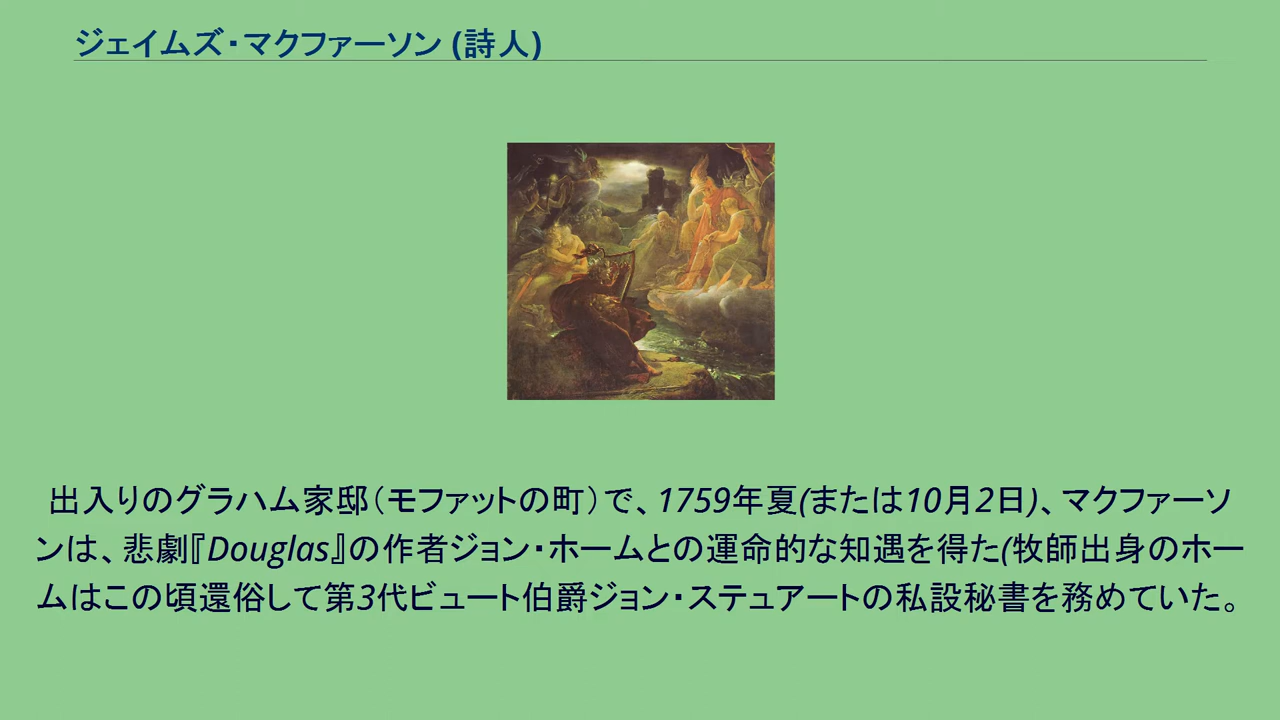 ジェイムズ・マクファーソン (詩人)
出入りのグラハム家邸（モファットの町）で、1759年夏(または10月2日)、マクファーソ
ンは、悲劇『Douglas』の作者ジョン・ホームとの運命的な知遇を得た(牧師出身のホー
ムはこの頃還俗して第3代ビュート伯爵ジョン・ステュアートの私設秘書を務めていた。